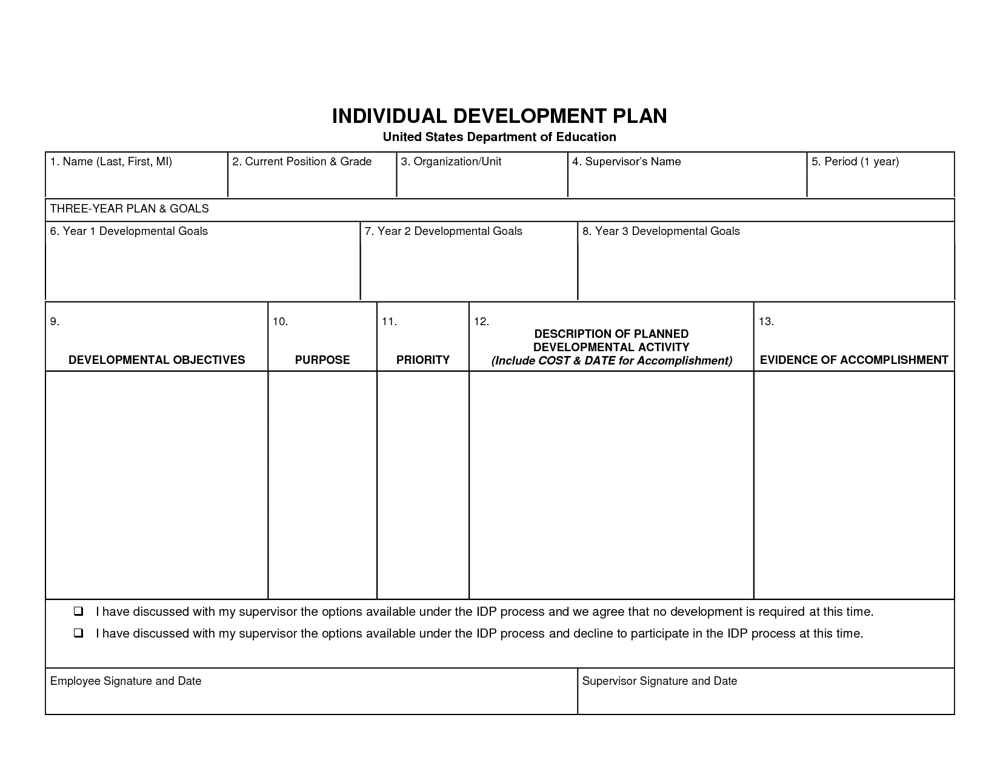 INDIVIDUAL DEVELOPMENT PLAN
United States Department of Education
1. Name (Last, First, MI)
2. Current Position & Grade
3. Organization/Unit
4. Supervisor's Name
5. Period (1 year)
THREE-YEAR PLAN & GOALS
6. Year 1 Developmental Goals
7. Year 2 Developmental Goals
8. Year 3 Developmental Goals
9.
DEVELOPMENTAL OBJECTIVES
10.
PURPOSE
11.
PRIORITY
12.
DESCRIPTION OF PLANNED
DEVELOPMENTAL ACTIVITY
(Include COST & DATE for Accomplishment)
13.
EVIDENCE OF ACCOMPLISHMENT
❑ I have discussed with my supervisor the options available under the IDP process and we agree that no development is required at this time.
❑ I have discussed with my supervisor the options available under the IDP process and decline to participate in the IDP process at this time.
Employee Signature and Date
Supervisor Signature and Date